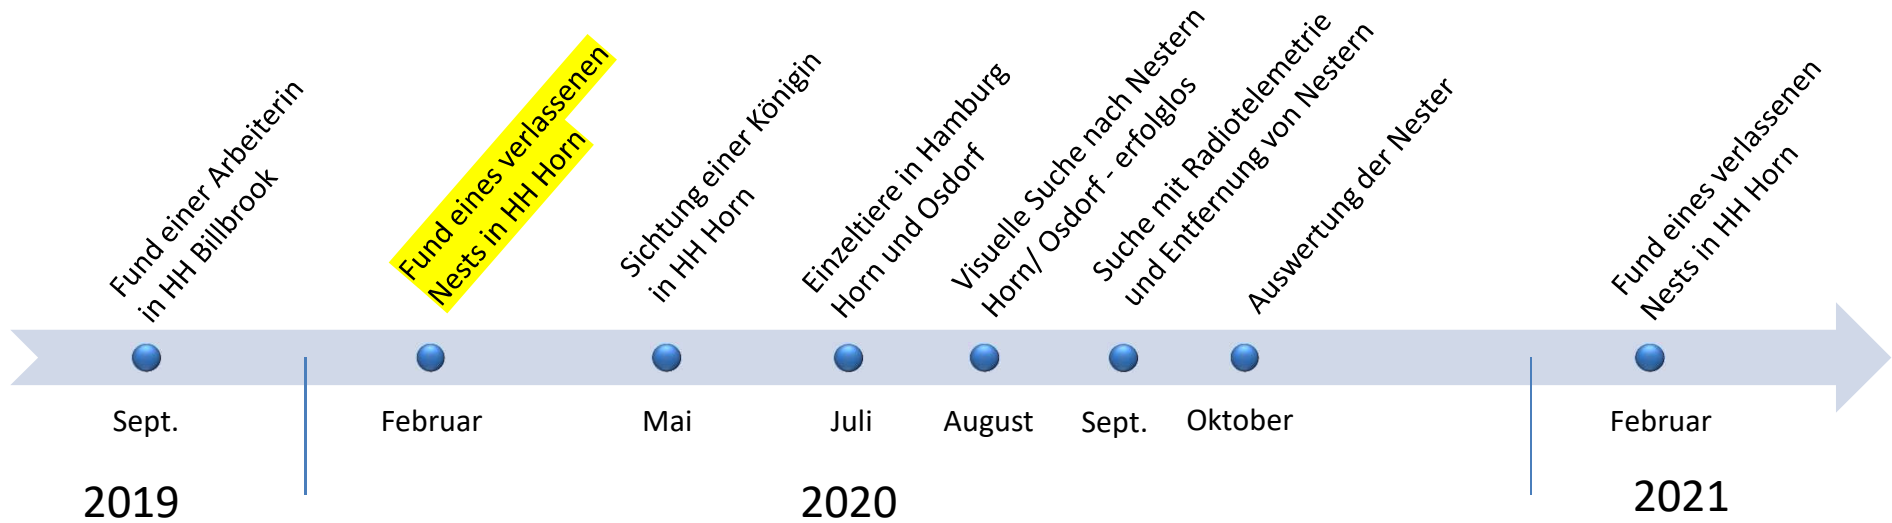 Fund einer Arbeiterin
in HH Billbrook
Fund eines verlassenen
Nests in HH Horn
Sichtung einer Königin
in HH Horn
Einzeltiere in Hamburg
Horn und Osdorf
Visuelle Suche nach Nestern
Horn/ Osdorf - erfolglos
Suche mit Radiotelemetrie
und Entfernung von Nestern
Auswertung der Nester
Fund eines verlassenen
Nests in HH Horn
Sept.
Februar
Mai
Juli
August
Sept.
Oktober
Februar
2019
2020
2021